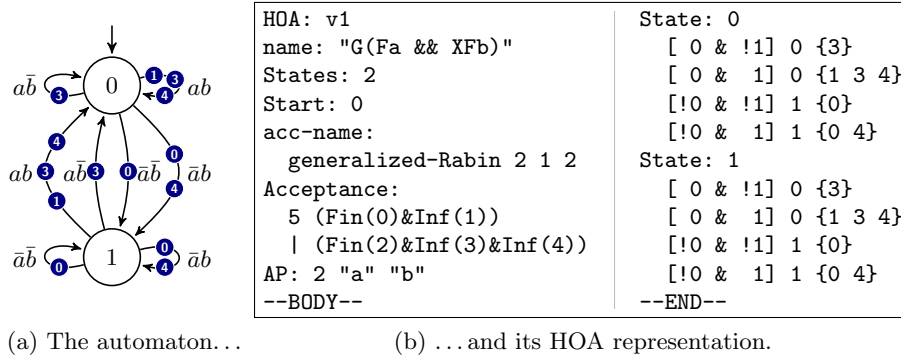 0
1
3
4
ab̄
3
ab
4
0
ab
3
ab̄
3
0
āb̄
āb
1
4
1
āb̄
0
0
4
āb
HOA: v1
name: "G(Fa && XFb)"
States: 2
Start: 0
acc-name:
generalized-Rabin 2 1 2
Acceptance:
5 (Fin(0)&Inf(1))
| (Fin(2)&Inf(3)&Inf(4))
AP: 2 "a" "b"
--BODY--
State: 0
[ 0 & !1] 0 {3}
[ 0 &  1] 0 {1 3 4}
[!0 & !1] 1 {0}
[!0 &  1] 1 {0 4}
State: 1
[ 0 & !1] 0 {3}
[ 0 &  1] 0 {1 3 4}
[!0 & !1] 1 {0}
[!0 &  1] 1 {0 4}
--END--
(a) The automaton...
(b) ...and its HOA representation.